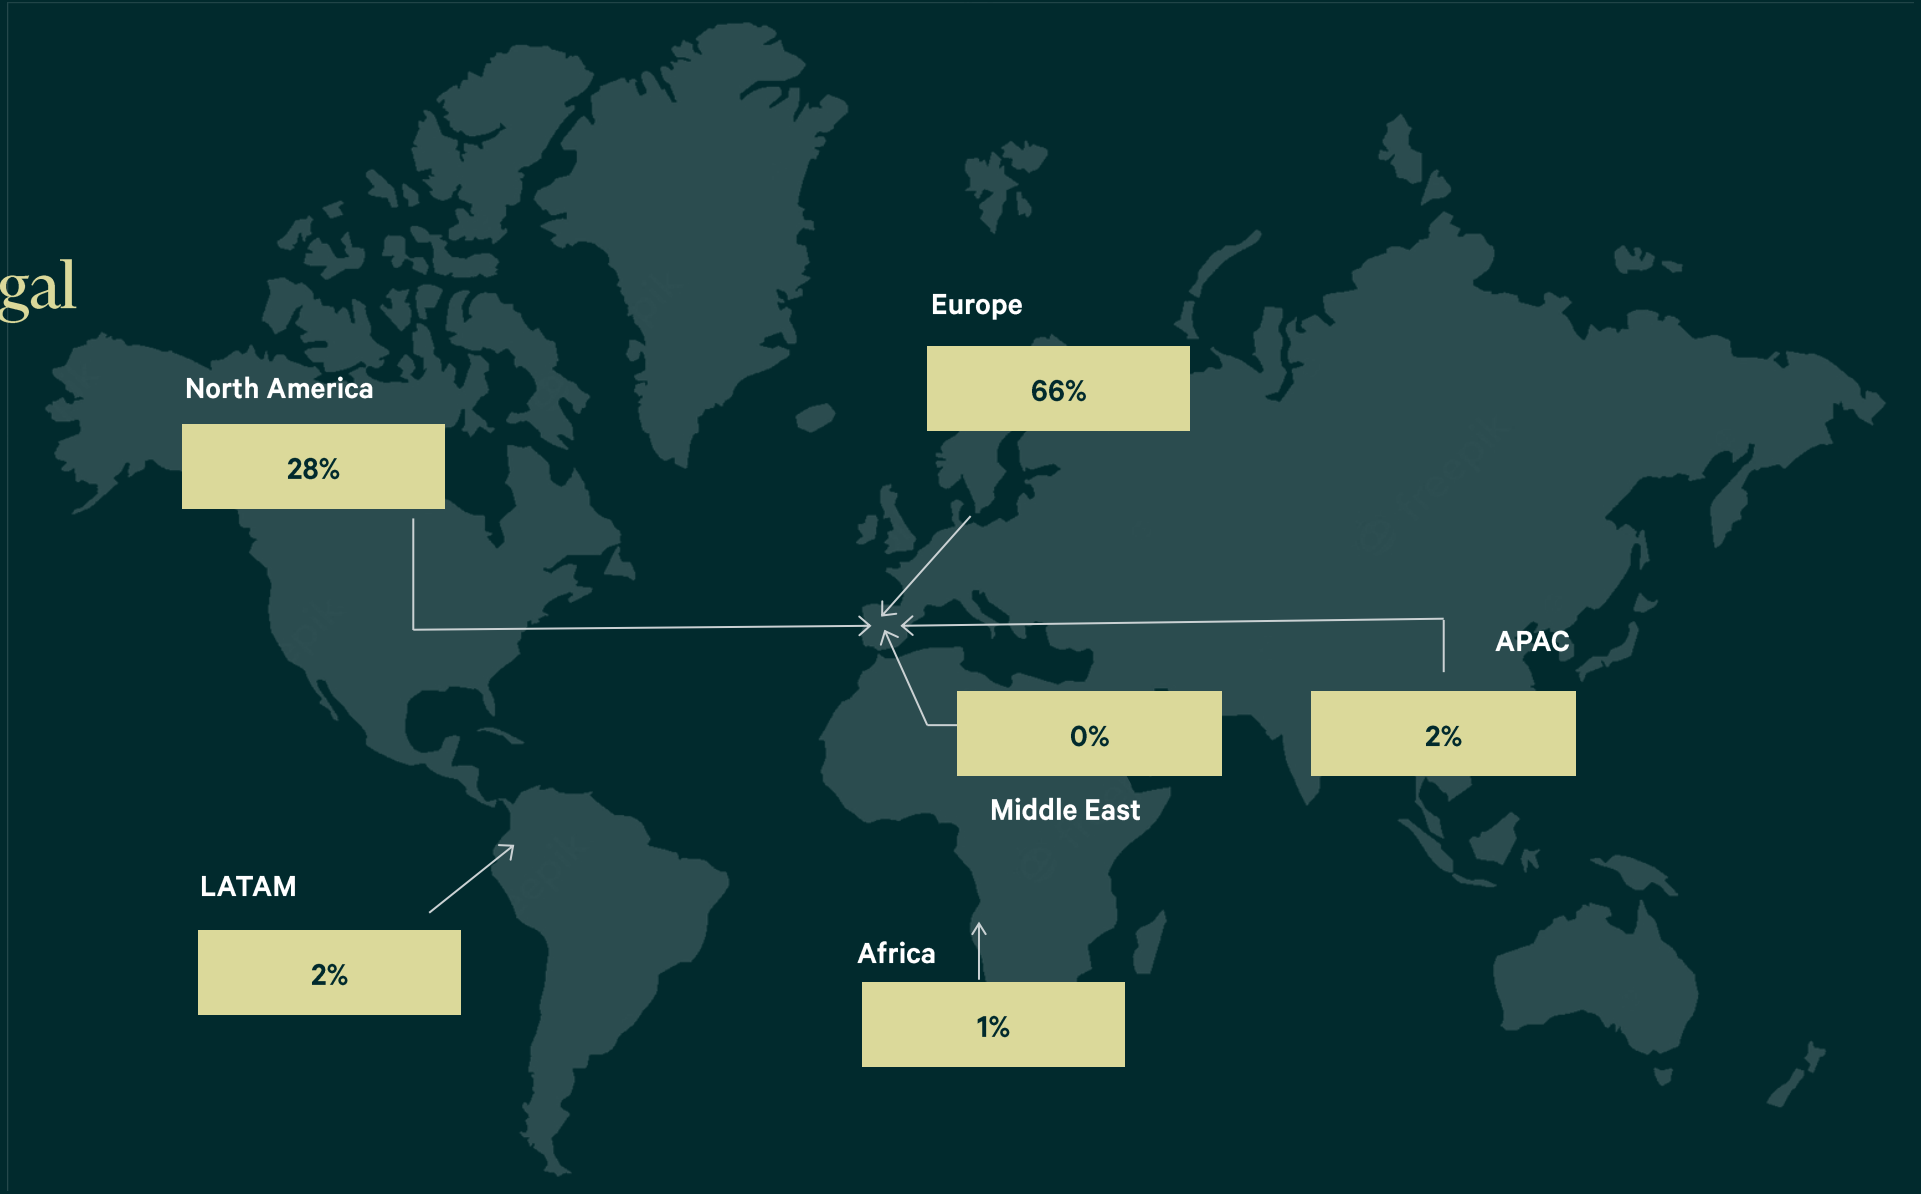 gal
Europe
66%
North America
28%
APAC
0%
2%
Middle East
LATAM
2%
Africa
1%